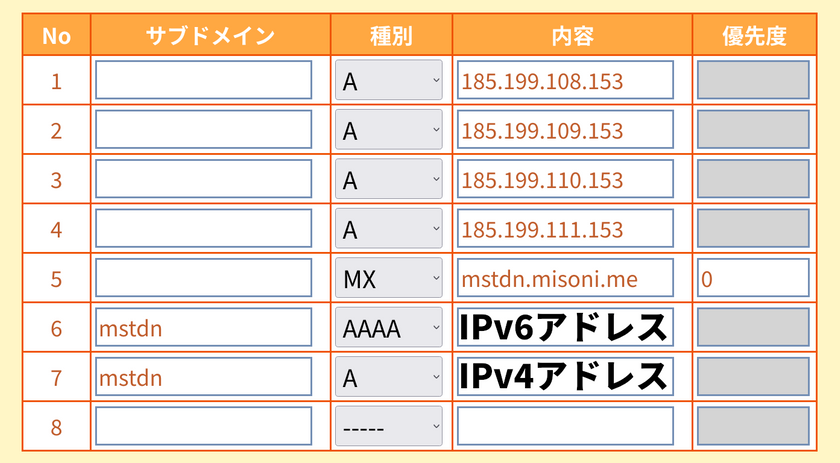 No サブドメイン 種別 内容 優先度
1 A 185.199.108.153
2 A 185.199.109.153
3 A 185.199.110.153
4 A 185.199.111.153
5 MX mstdn.misoni.me 0
6 mstdn AAAA IPv6アドレス
7 mstdn A IPv4アドレス
8 -----